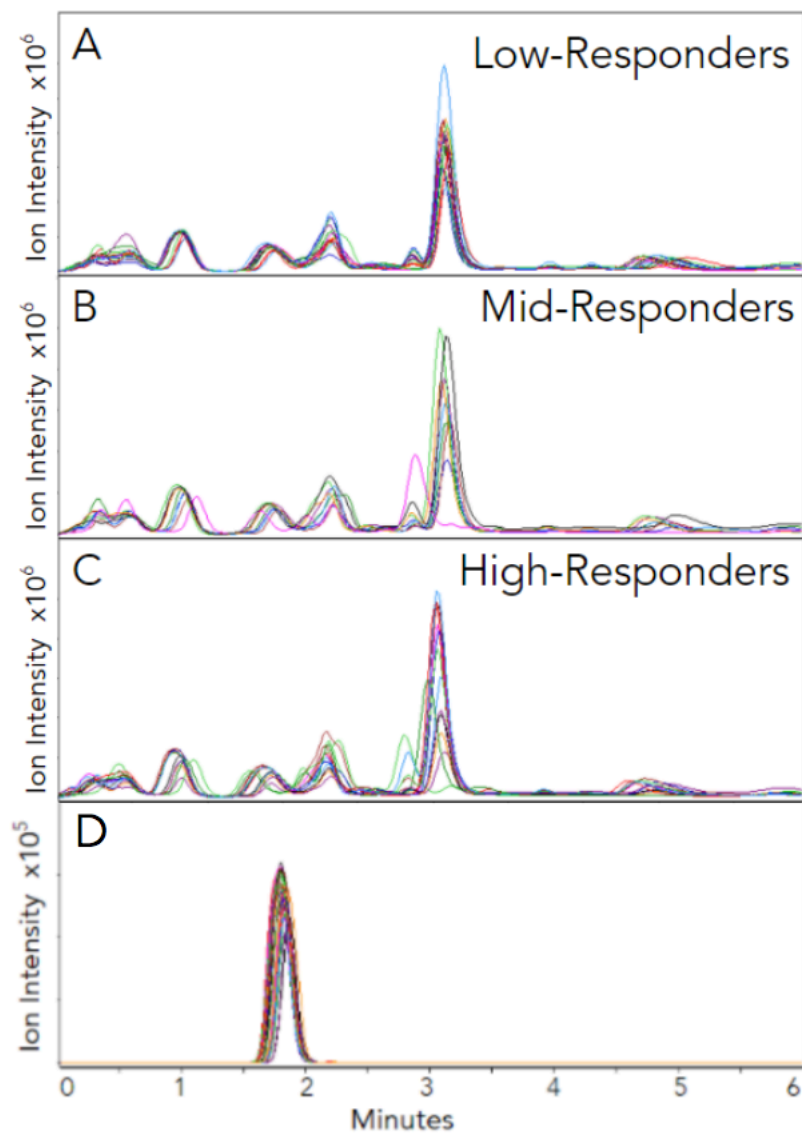 A
Low-Responders
Ion Intensity x10⁶
B
Mid-Responders
Ion Intensity x10⁶
C
High-Responders
Ion Intensity x10⁶
D
Ion Intensity x10⁵
0 1 2 3 4 5 6
Minutes